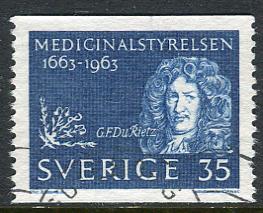 MEDICINALSTYRELSEN
1663-1963
G.F.Du Rietz
SVERIGE 35